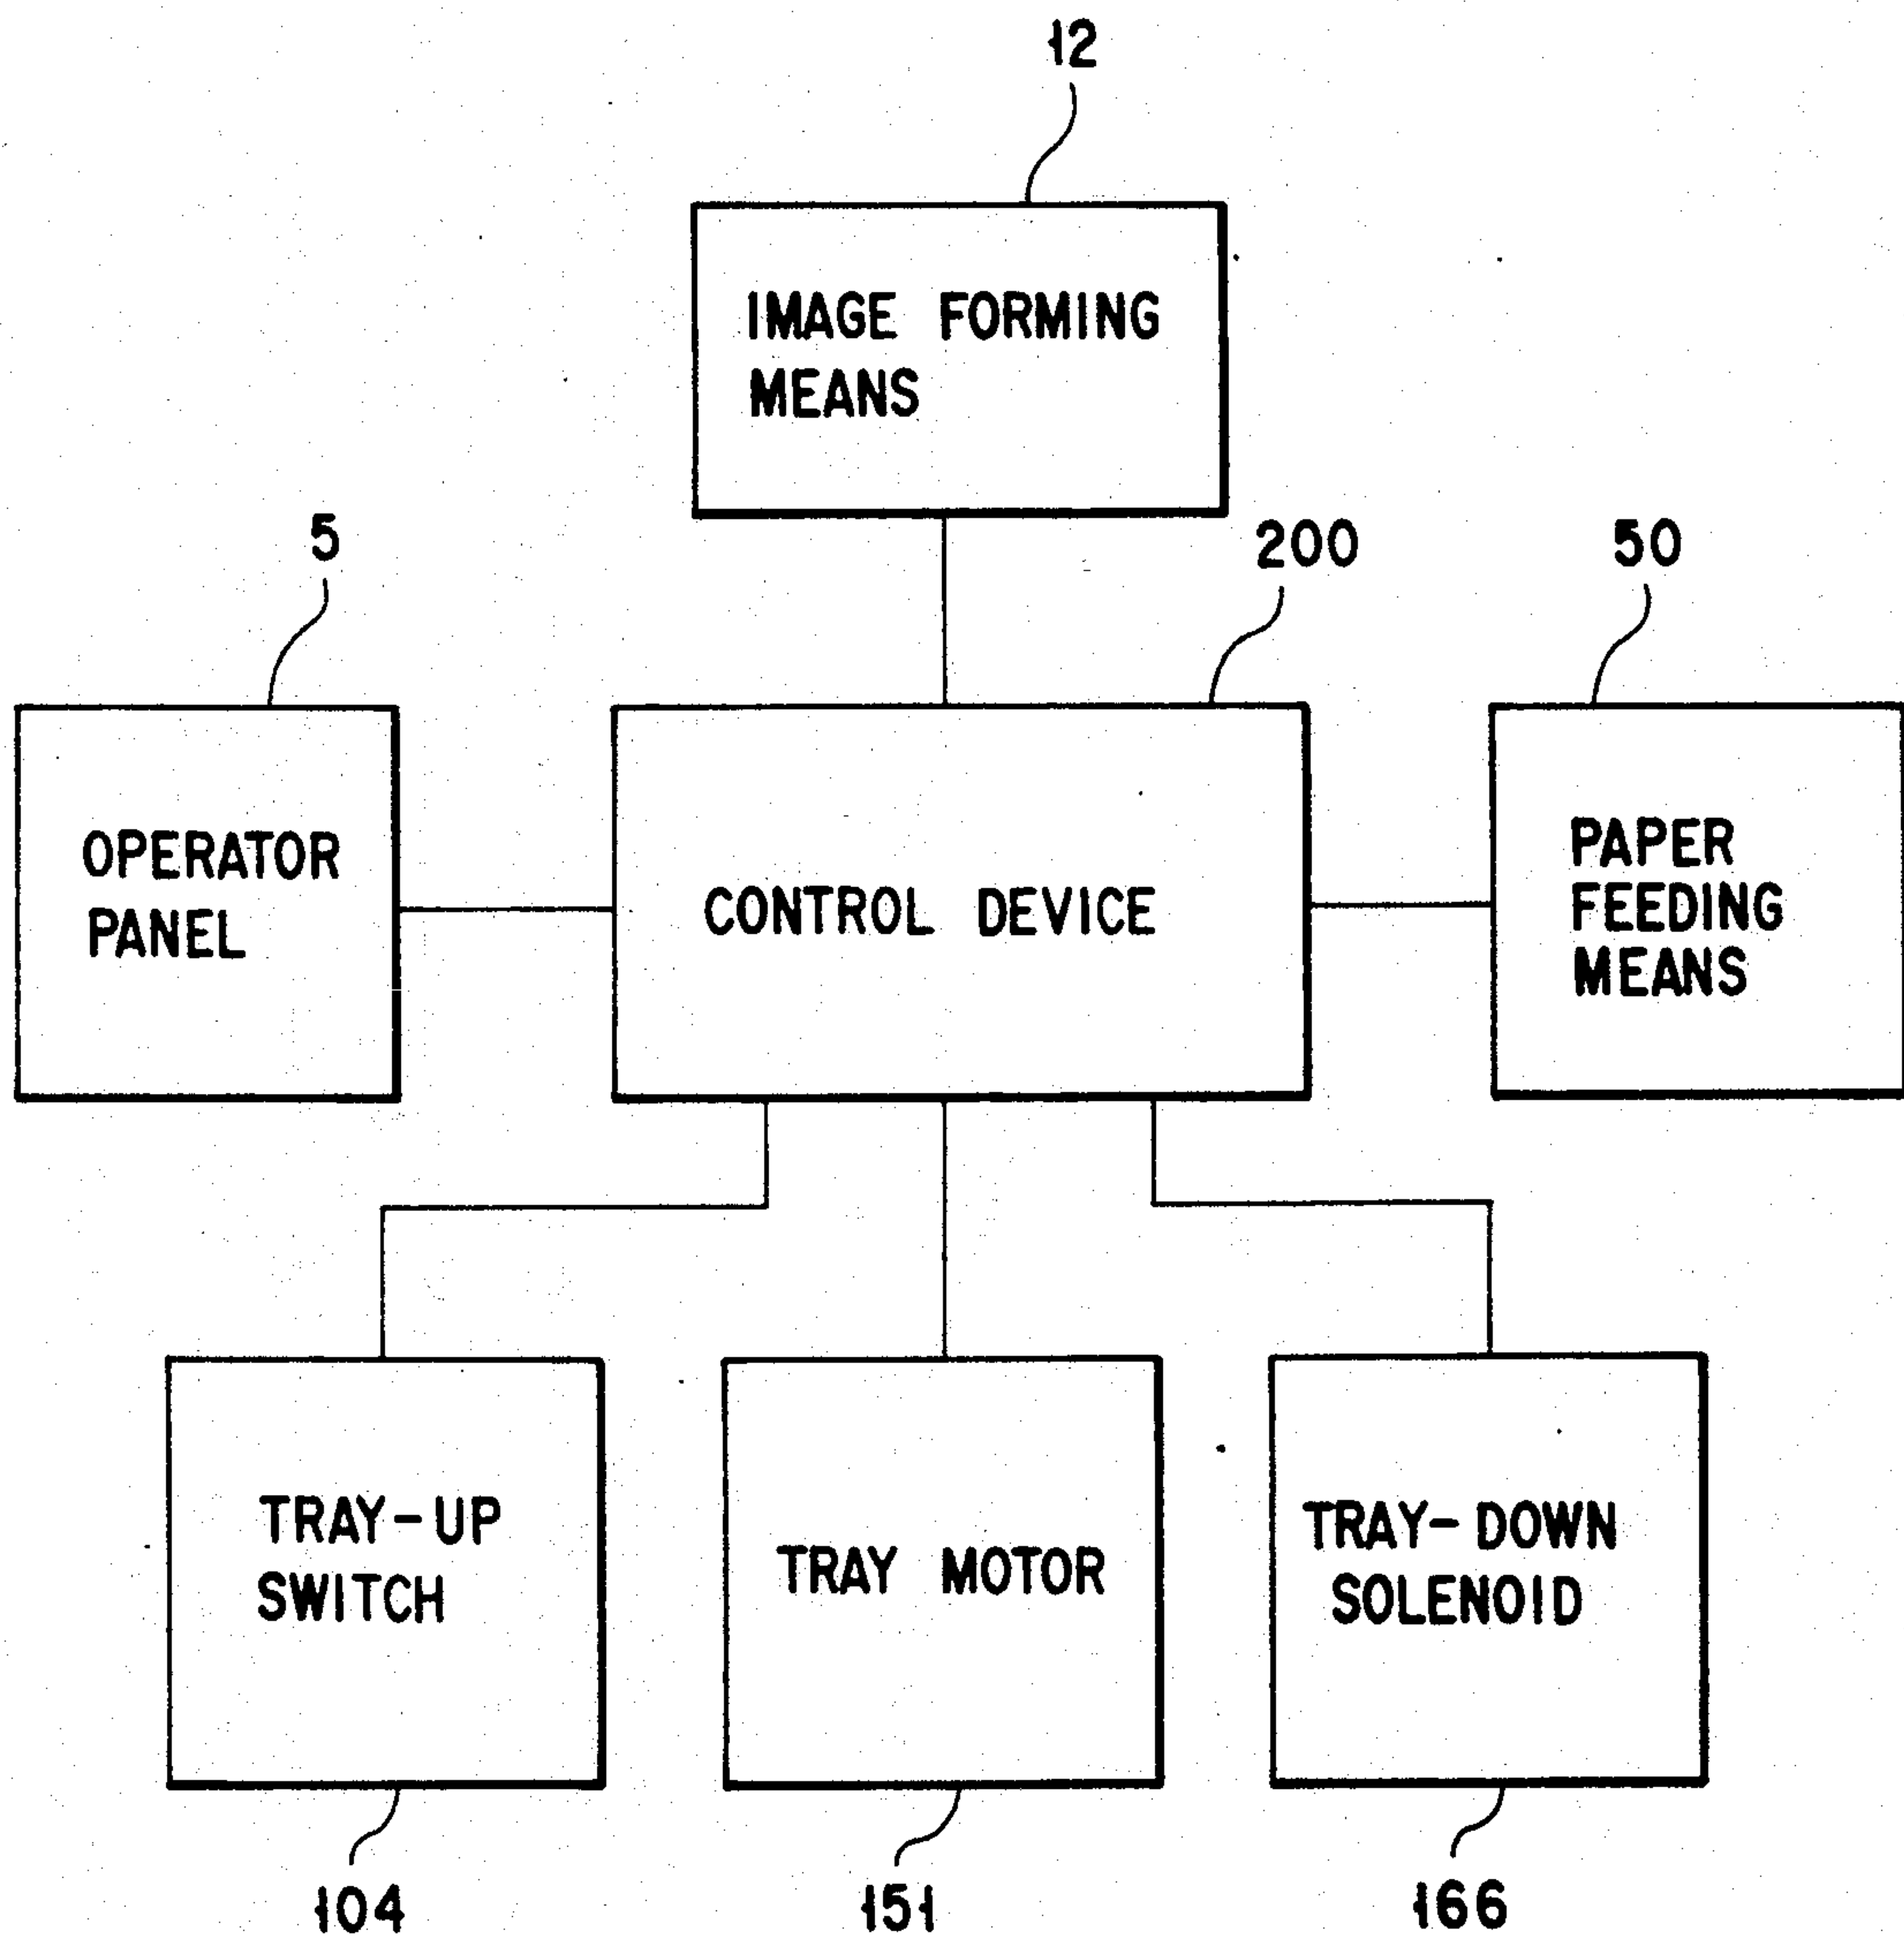 12
IMAGE FORMING
MEANS
5
200
50
OPERATOR
PANEL
CONTROL DEVICE
PAPER
FEEDING
MEANS
TRAY-UP
SWITCH
TRAY MOTOR
TRAY-DOWN
SOLENOID
104
151
166